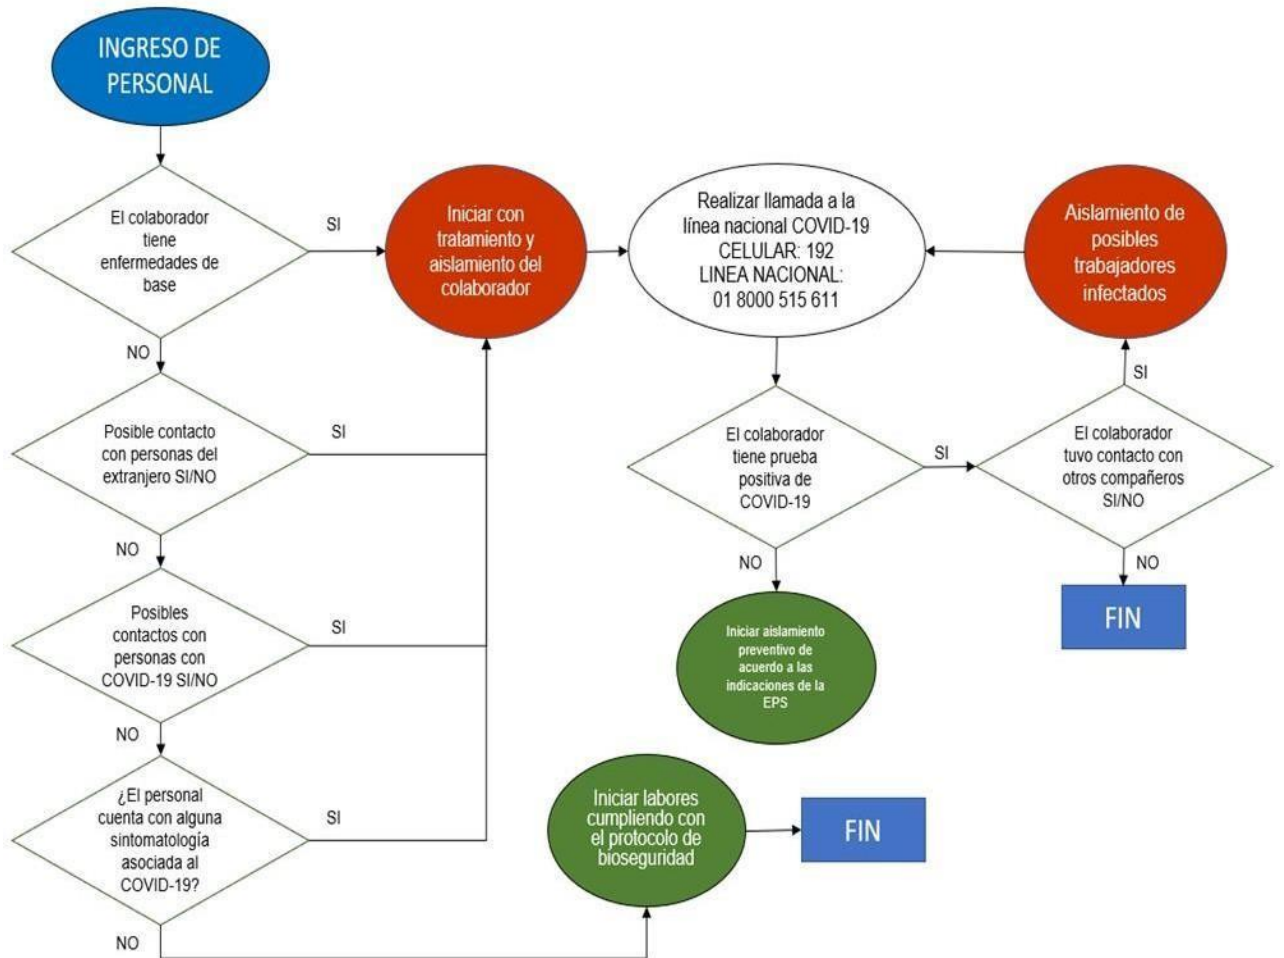 INGRESO DE
PERSONAL
El colaborador
tiene
enfermedades de
base
SI
NO
Iniciar con
tratamiento y
aislamiento del
colaborador
Realizar llamada a la
línea nacional COVID-19
CELULAR: 192
LINEA NACIONAL:
01 8000 515 611
Aislamiento de
posibles
trabajadores
infectados
Posible contacto
con personas del
extranjero SI/NO
SI
NO
El colaborador
tiene prueba
positiva de
COVID-19
SI
NO
El colaborador
tuvo contacto con
otros compañeros
SI/NO
SI
NO
FIN
Iniciar aislamiento
preventivo de
acuerdo a las
indicaciones de la
EPS
Posibles
contactos con
personas con
COVID-19 SI/NO
SI
NO
¿El personal
cuenta con alguna
sintomatología
asociada al
COVID-19?
SI
NO
Iniciar labores
cumpliendo con
el protocolo de
bioseguridad
FIN